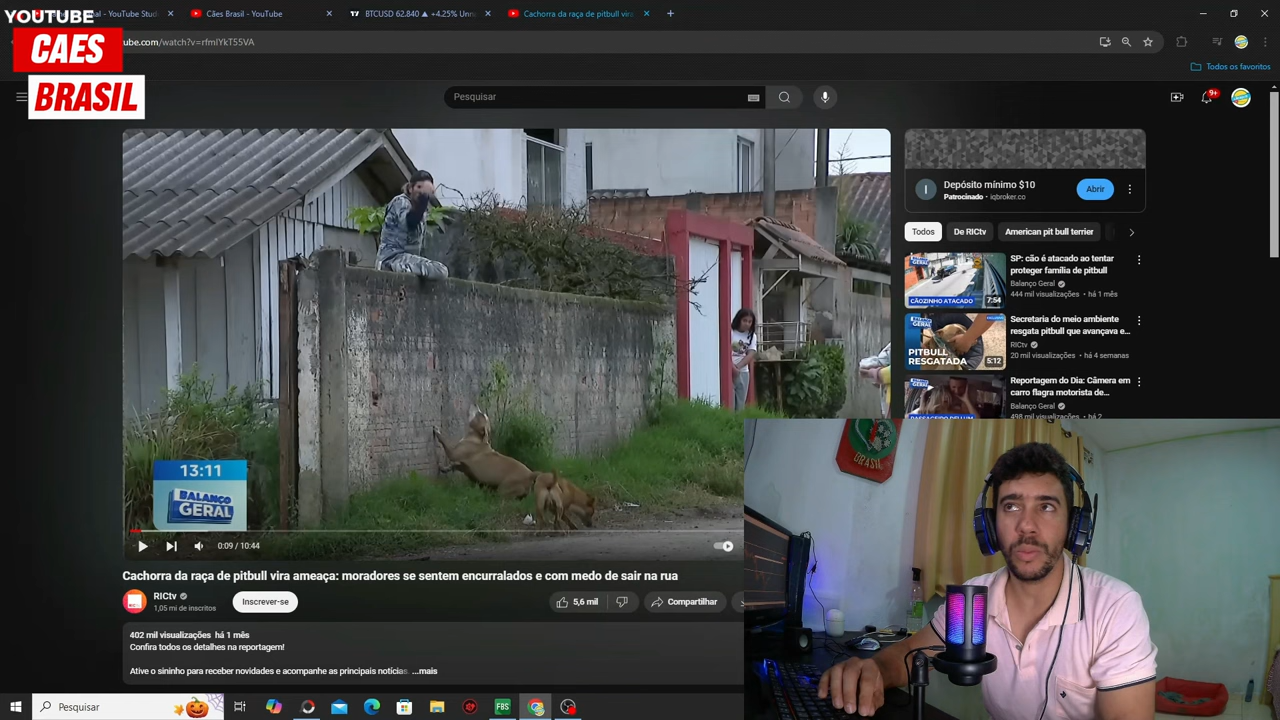 YOUTUBE
CAES
BRASIL
Cães Brasil - YouTube
BTCUSD 62.840 ▲ +4.25%
Cachorra da raça de pitbull vira
ube.com/watch?v=rfmIYkT55VA
Todos os favoritos
Pesquisar
9+
Depósito mínimo $10
Patrocinado • iqbroker.co
Abrir
Todos
De RICtv
American pit bull terrier
SP: cão é atacado ao tentar
proteger família de pitbull
Balanço Geral
444 mil visualizações • há 1 mês
CÃOZINHO ATACADO
7:54
Secretaria do meio ambiente
resgata pitbull que avançava e...
RICtv
20 mil visualizações • há 4 semanas
PITBULL
RESGATADA
5:12
Reportagem do Dia: Câmera em
carro flagra motorista de...
Balanço Geral
13:11
BALANÇO
GERAL
0:09 / 10:44
Cachorra da raça de pitbull vira ameaça: moradores se sentem encurralados e com medo de sair na rua
RICtv
1,05 mi de inscritos
Inscrever-se
5,6 mil
Compartilhar
402 mil visualizações há 1 mês
Confira todos os detalhes na reportagem!
Ative o sininho para receber novidades e acompanhe as principais notícias ...mais
BRASIL
Pesquisar
FBS